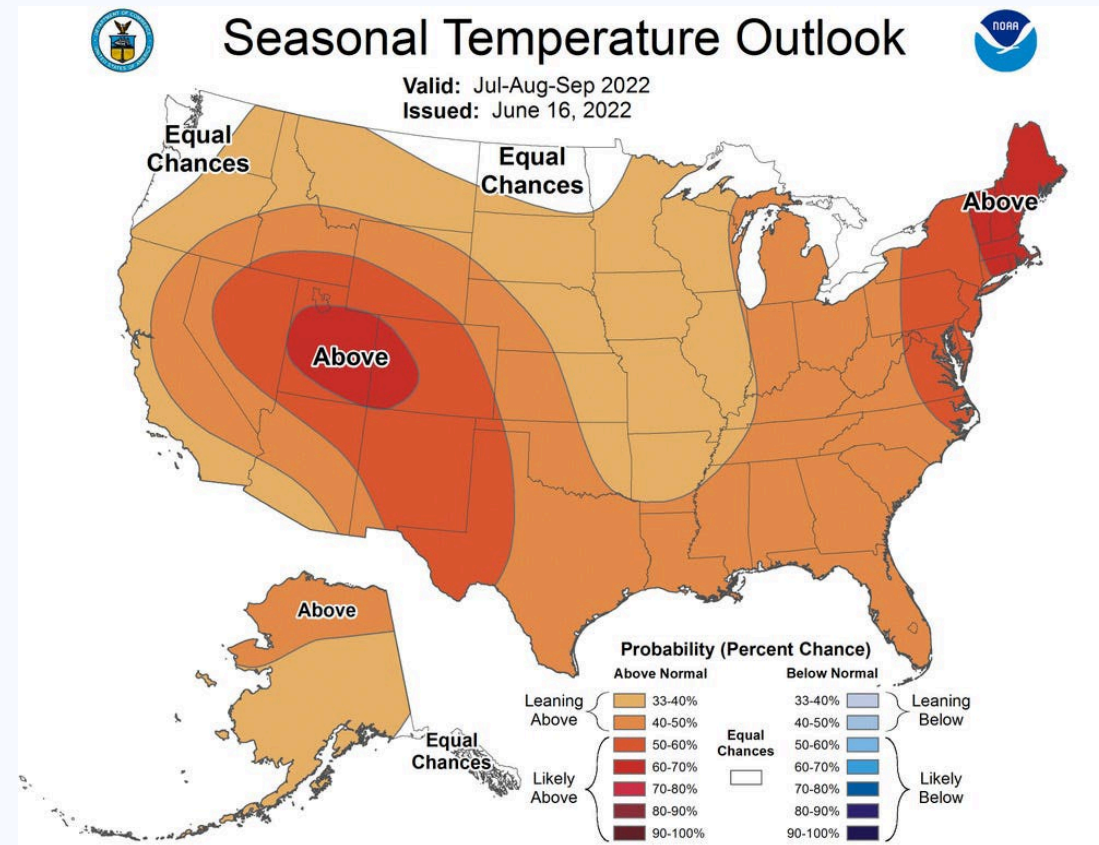 Seasonal Temperature Outlook
NOAA
Valid: Jul-Aug-Sep 2022
Issued: June 16, 2022
Equal
Chances
Equal
Chances
Above
Above
Above
Equal
Chances
Probability (Percent Chance)
Above Normal
Below Normal
Leaning
Above
33-40%
40-50%
Likely
Above
50-60%
60-70%
70-80%
80-90%
90-100%
Equal
Chances
33-40%
40-50%
Leaning
Below
50-60%
60-70%
70-80%
80-90%
90-100%
Likely
Below